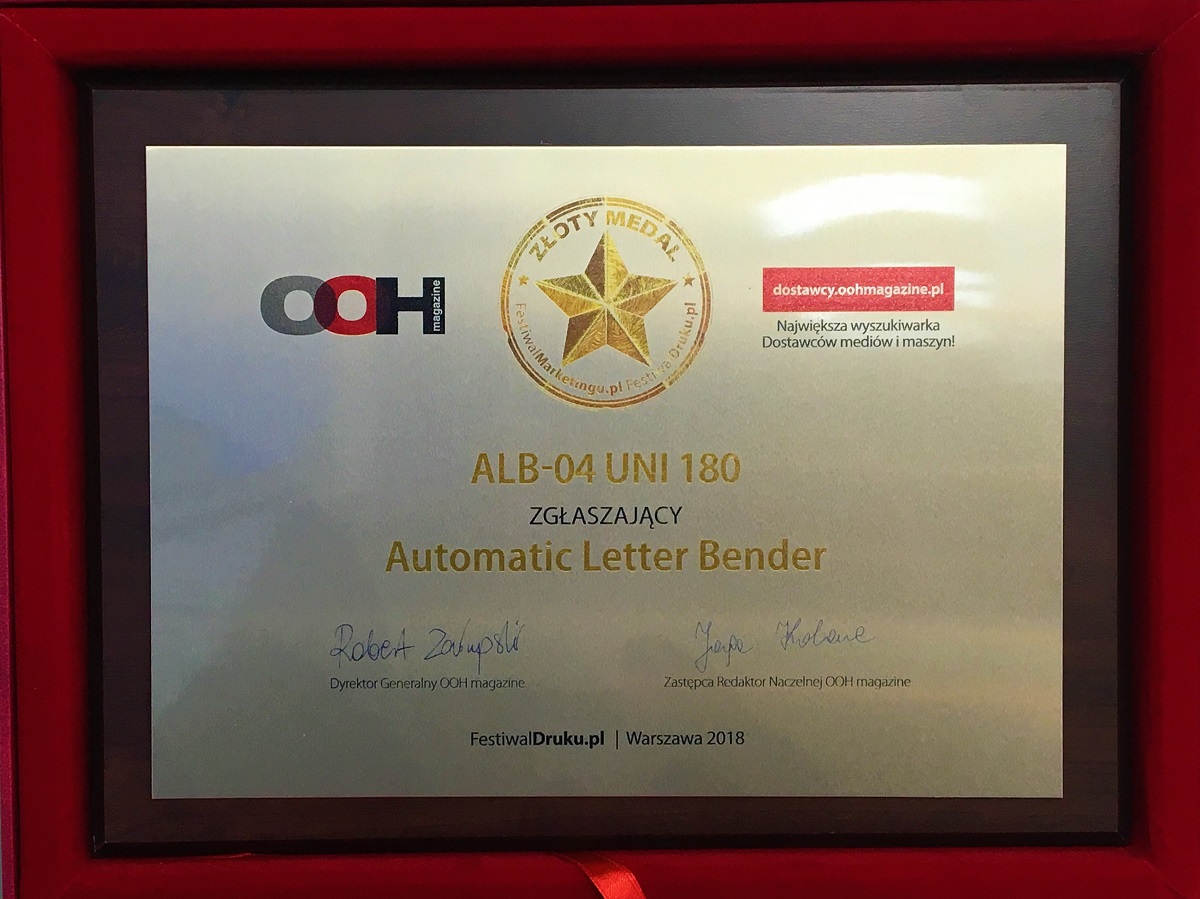 OOH
magazine
ZŁOTY MEDAL
FestiwalMarketingu.pl FestiwalDruku.pl
dostawcy.oohmagazine.pl
Największa wyszukiwarka
Dostawców mediów i maszyn!
ALB-04 UNI 180
ZGŁASZAJĄCY
Automatic Letter Bender
Robert
Dyrektor Generalny OOH magazine
Zastępca Redaktor Naczelnej OOH magazine
FestiwalDruku.pl | Warszawa 2018